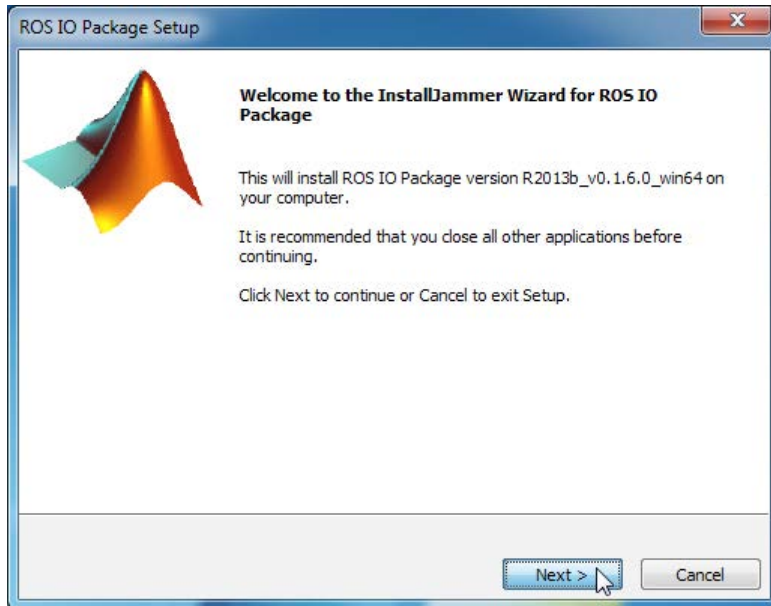 ROS IO Package Setup
Welcome to the InstallJammer Wizard for ROS IO
Package
This will install ROS IO Package version R2013b_v0.1.6.0_win64 on
your computer.
It is recommended that you close all other applications before
continuing.
Click Next to continue or Cancel to exit Setup.
Next >
Cancel